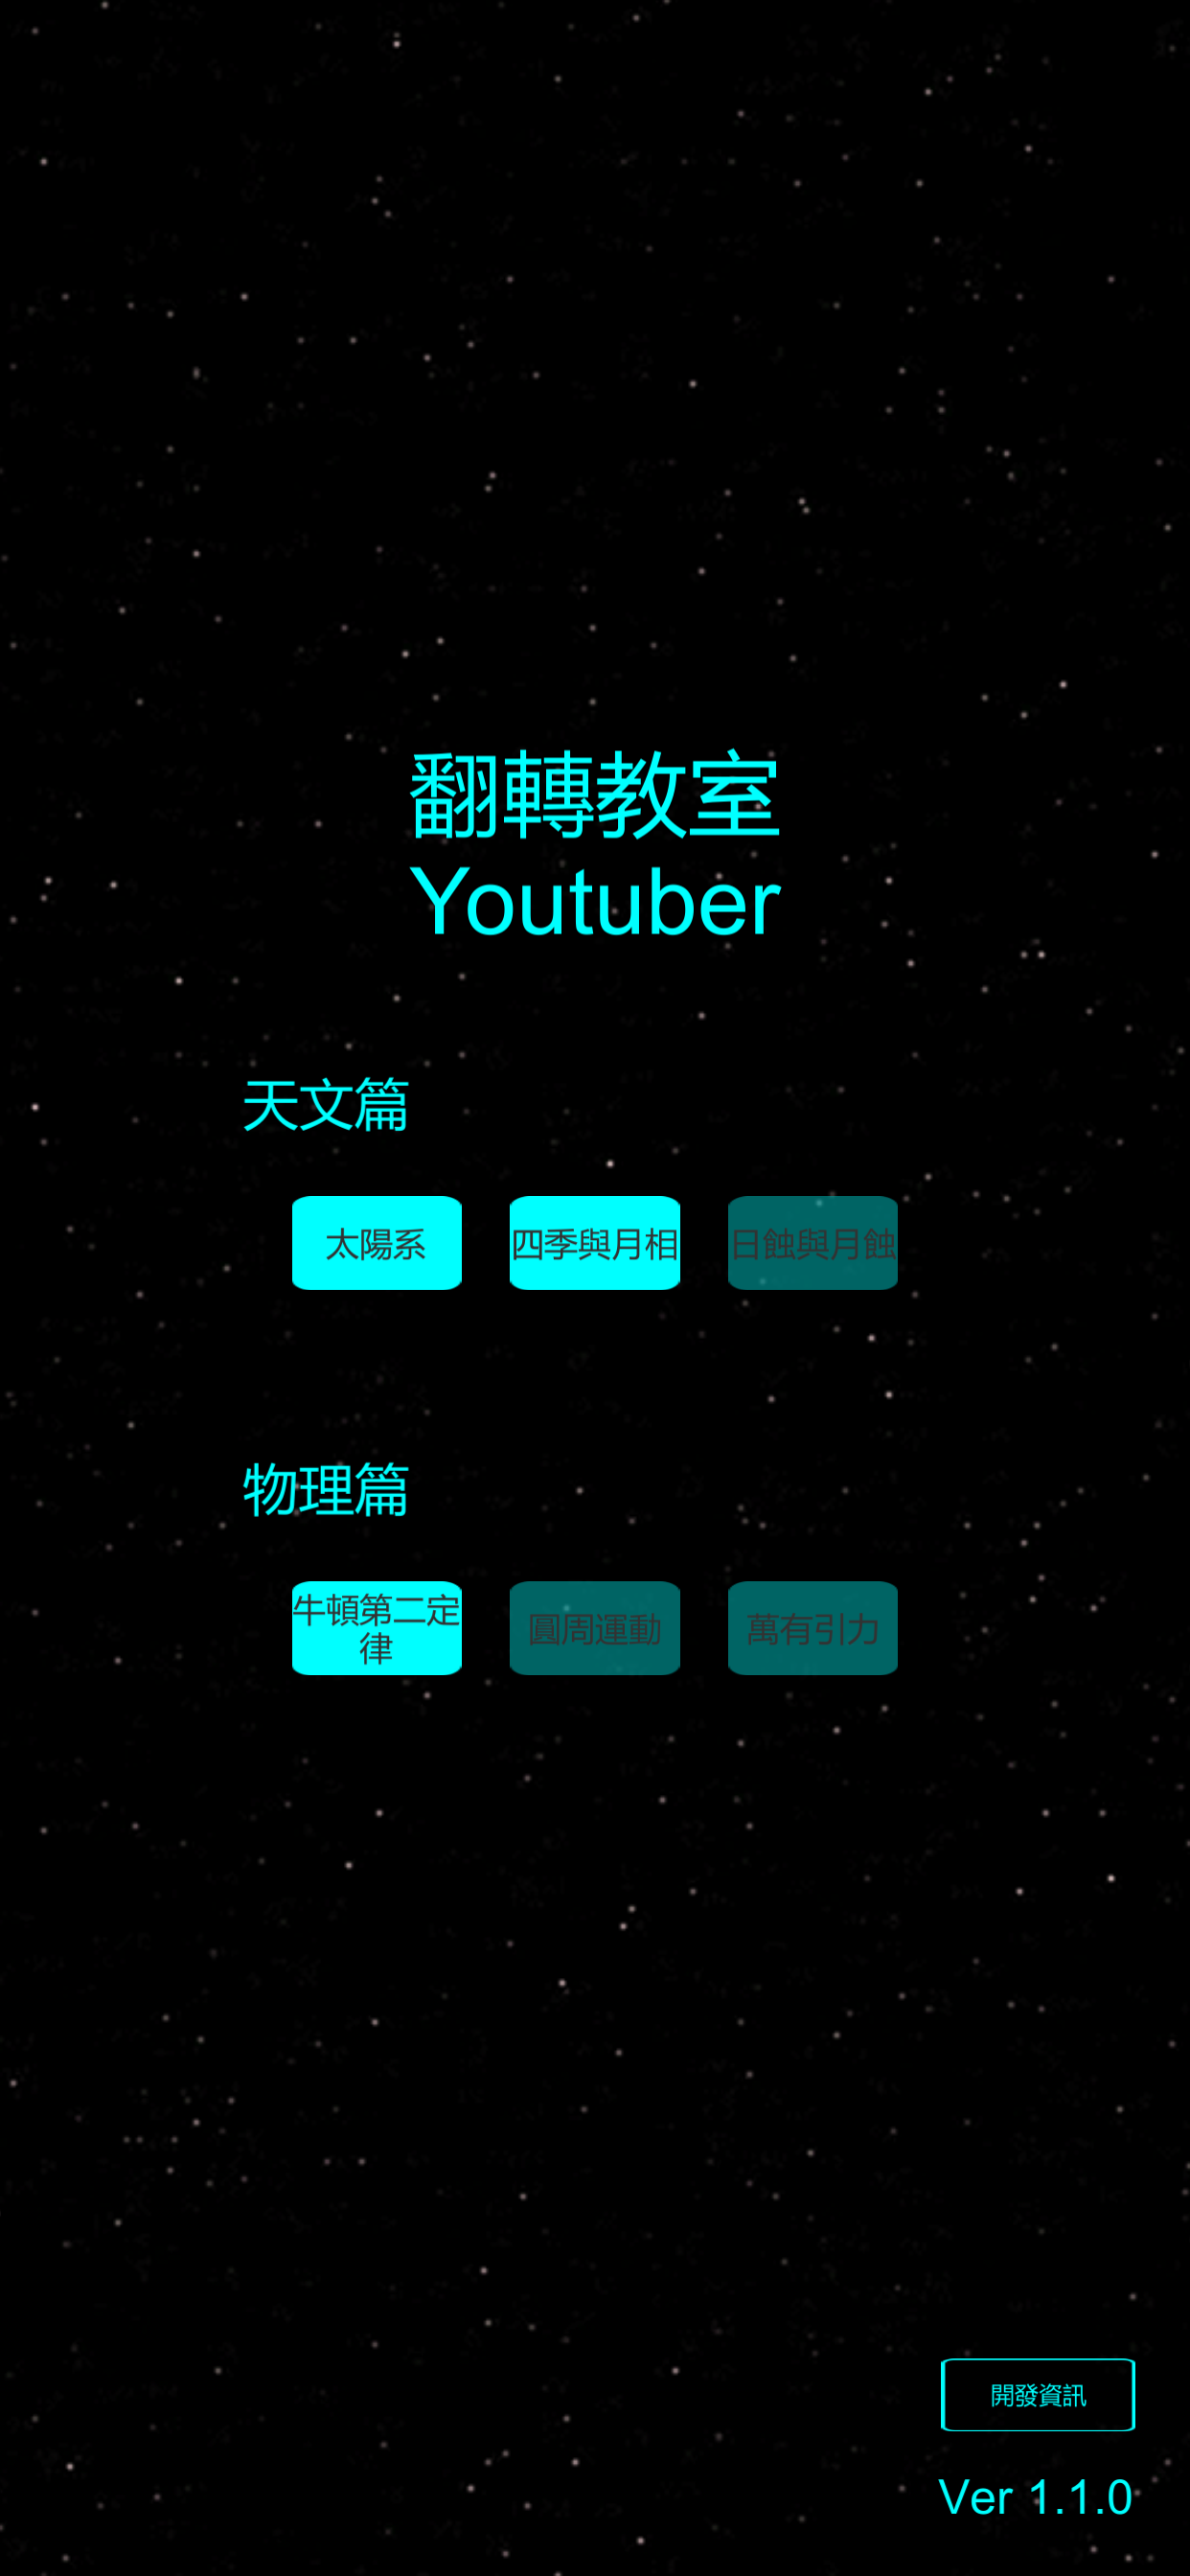 翻轉教室
Youtuber
天文篇
太陽系
四季與月相
日蝕與月蝕
物理篇
牛頓第二定
律
圓周運動
萬有引力
開發資訊
Ver 1.1.0